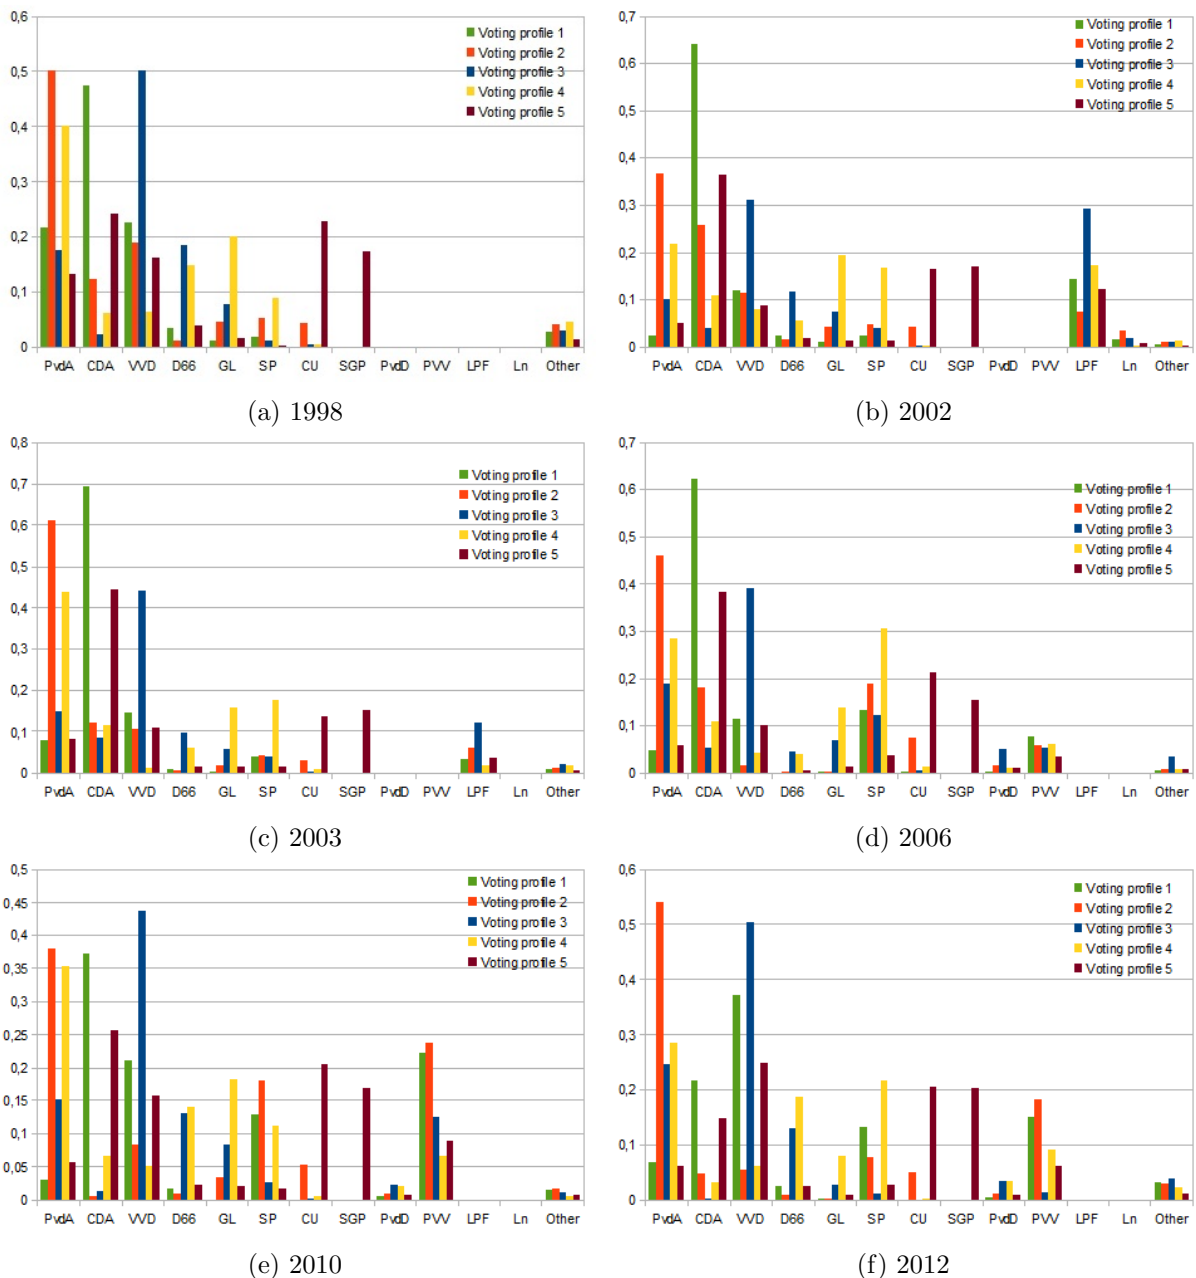 0,6
0,5
0,4
0,3
0,2
0,1
0
Voting profile 1
Voting profile 2
Voting profile 3
Voting profile 4
Voting profile 5
PvdA CDA VVD D66 GL SP CU SGP PvdD PVV LPF Ln Other
(a) 1998
0,7
0,6
0,5
0,4
0,3
0,2
0,1
0
Voting profile 1
Voting profile 2
Voting profile 3
Voting profile 4
Voting profile 5
PvdA CDA VVD D66 GL SP CU SGP PvdD PVV LPF Ln Other
(b) 2002
0,8
0,7
0,6
0,5
0,4
0,3
0,2
0,1
0
Voting profile 1
Voting profile 2
Voting profile 3
Voting profile 4
Voting profile 5
PvdA CDA VVD D66 GL SP CU SGP PvdD PVV LPF Ln Other
(c) 2003
0,7
0,6
0,5
0,4
0,3
0,2
0,1
0
Voting profile 1
Voting profile 2
Voting profile 3
Voting profile 4
Voting profile 5
PvdA CDA VVD D66 GL SP CU SGP PvdD PVV LPF Ln Other
(d) 2006
0,5
0,45
0,4
0,35
0,3
0,25
0,2
0,15
0,1
0,05
0
Voting profile 1
Voting profile 2
Voting profile 3
Voting profile 4
Voting profile 5
PvdA CDA VVD D66 GL SP CU SGP PvdD PVV LPF Ln Other
(e) 2010
0,6
0,5
0,4
0,3
0,2
0,1
0
Voting profile 1
Voting profile 2
Voting profile 3
Voting profile 4
Voting profile 5
PvdA CDA VVD D66 GL SP CU SGP PvdD PVV LPF Ln Other
(f) 2012